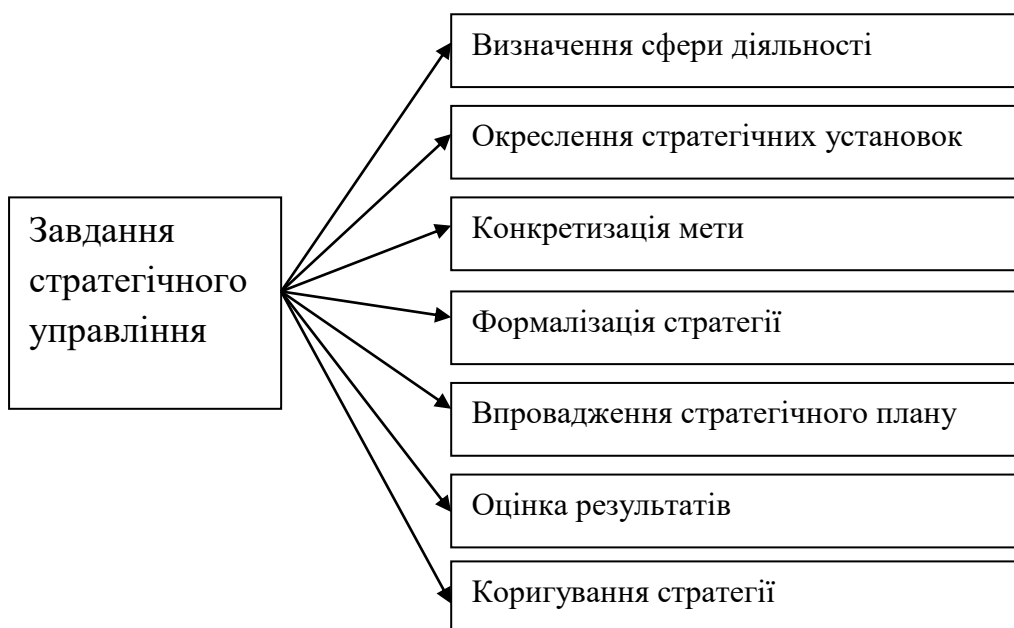 Завдання
стратегічного
управління
Визначення сфери діяльності
Окреслення стратегічних установок
Конкретизація мети
Формалізація стратегії
Впровадження стратегічного плану
Оцінка результатів
Коригування стратегії